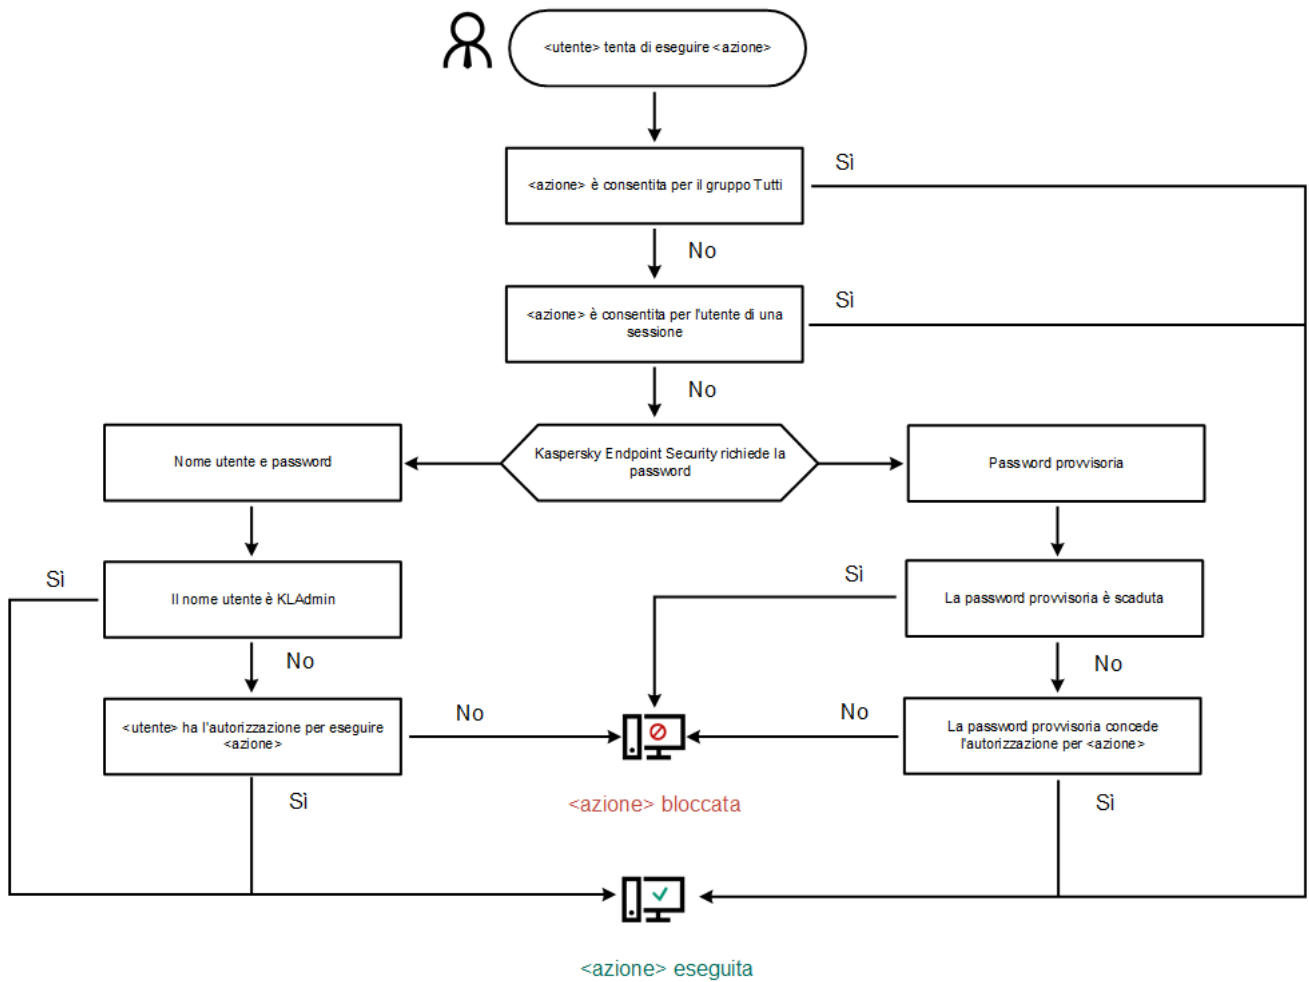 <utente> tenta di eseguire <azione>
Sì
<azione> è consentita per il gruppo Tutti
No
Sì
<azione> è consentita per l'utente di una
sessione
No
Nome utente e password
Kaspersky Endpoint Security richiede la
password
Password provvisoria
Sì
Il nome utente è KLAdmin
Sì
La password provvisoria è scaduta
No
No
<utente> ha l'autorizzazione per eseguire
<azione>
No
No
La password provvisoria concede
l'autorizzazione per <azione>
Sì
<azione> bloccata
Sì
<azione> eseguita